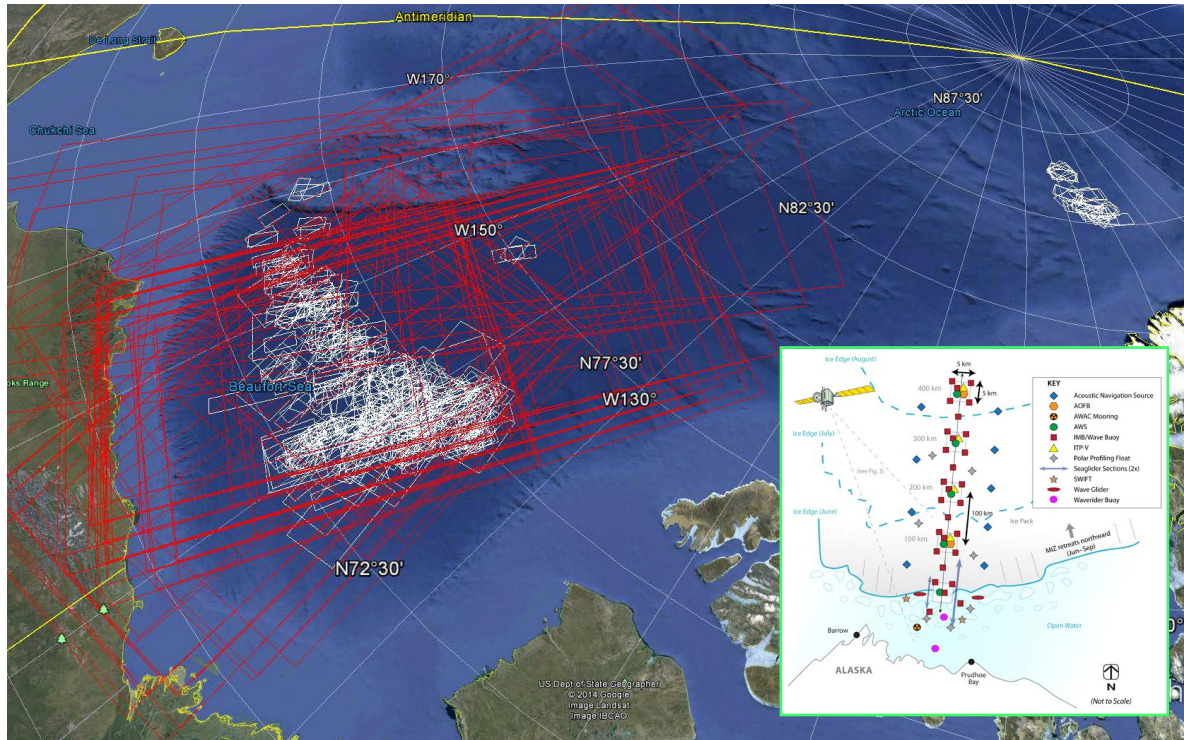 Antimeridian
De Long Strait
W170°
N87°30'
Arctic Ocean
Chukchi Sea
N82°30'
W150°
N77°30'
W130°
Beaufort Sea
oks Range
N72°30'
US Dept of State Geographer
© 2014 Google
Image Landsat
Image IBCAO
Ice Edge (August)
5 km
400 km
5 km
Ice Edge (July)
300 km
(see Fig. 3)
200 km
100 km
Ice Edge (June)
Ice Pack
100 km
MIZ retreats northward
(Jun–Sep)
Open Water
Barrow
ALASKA
Prudhoe
Bay
N
(Not to Scale)
KEY
Acoustic Navigation Source
AOFB
AWAC Mooring
AWS
IMB/Wave Buoy
ITP-V
Polar Profiling Float
Seaglider Sections (2x)
SWIFT
Wave Glider
Waverider Buoy